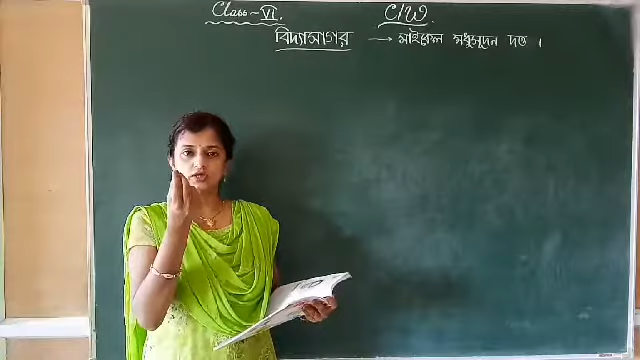 Class - VI. C/W.
বিদ্যাসাগর → মাইকেল মধুসূদন দত্ত ।